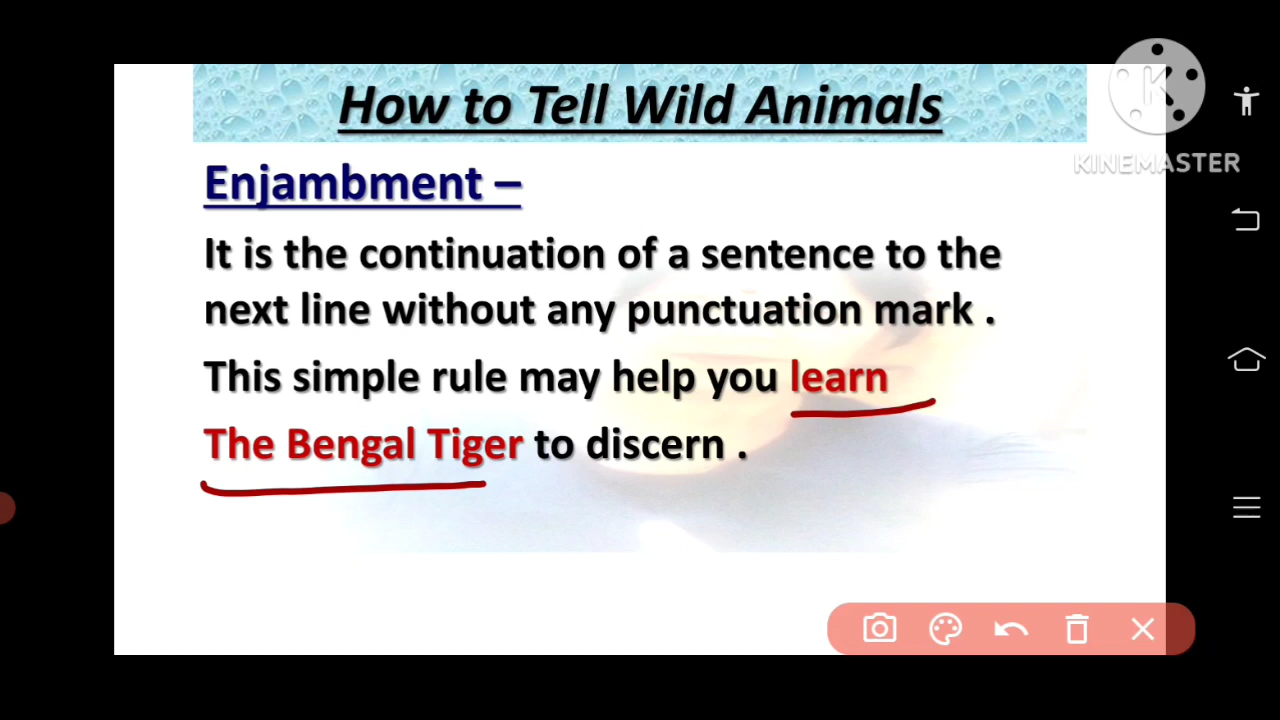 How to Tell Wild Animals
KINEMASTER
Enjambment –
It is the continuation of a sentence to the
next line without any punctuation mark .
This simple rule may help you learn
The Bengal Tiger to discern .